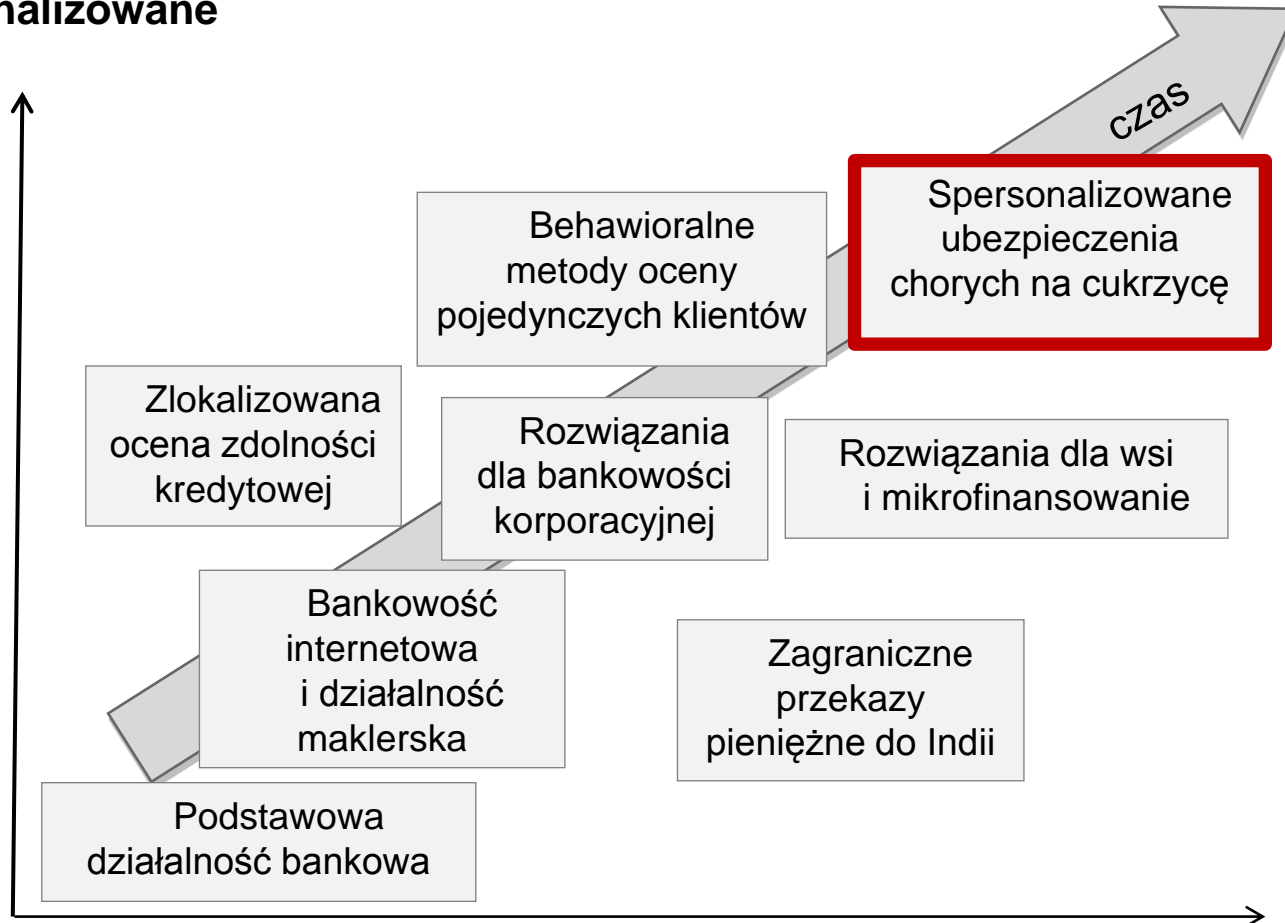 nalizowane
czas
Spersonalizowane
ubezpieczenia
chorych na cukrzycę
Behawioralne
metody oceny
pojedynczych klientów
Zlokalizowana
ocena zdolności
kredytowej
Rozwiązania
dla bankowości
korporacyjnej
Rozwiązania dla wsi
i mikrofinansowanie
Bankowość
internetowa
i działalność
maklerska
Zagraniczne
przekazy
pieniężne do Indii
Podstawowa
działalność bankowa